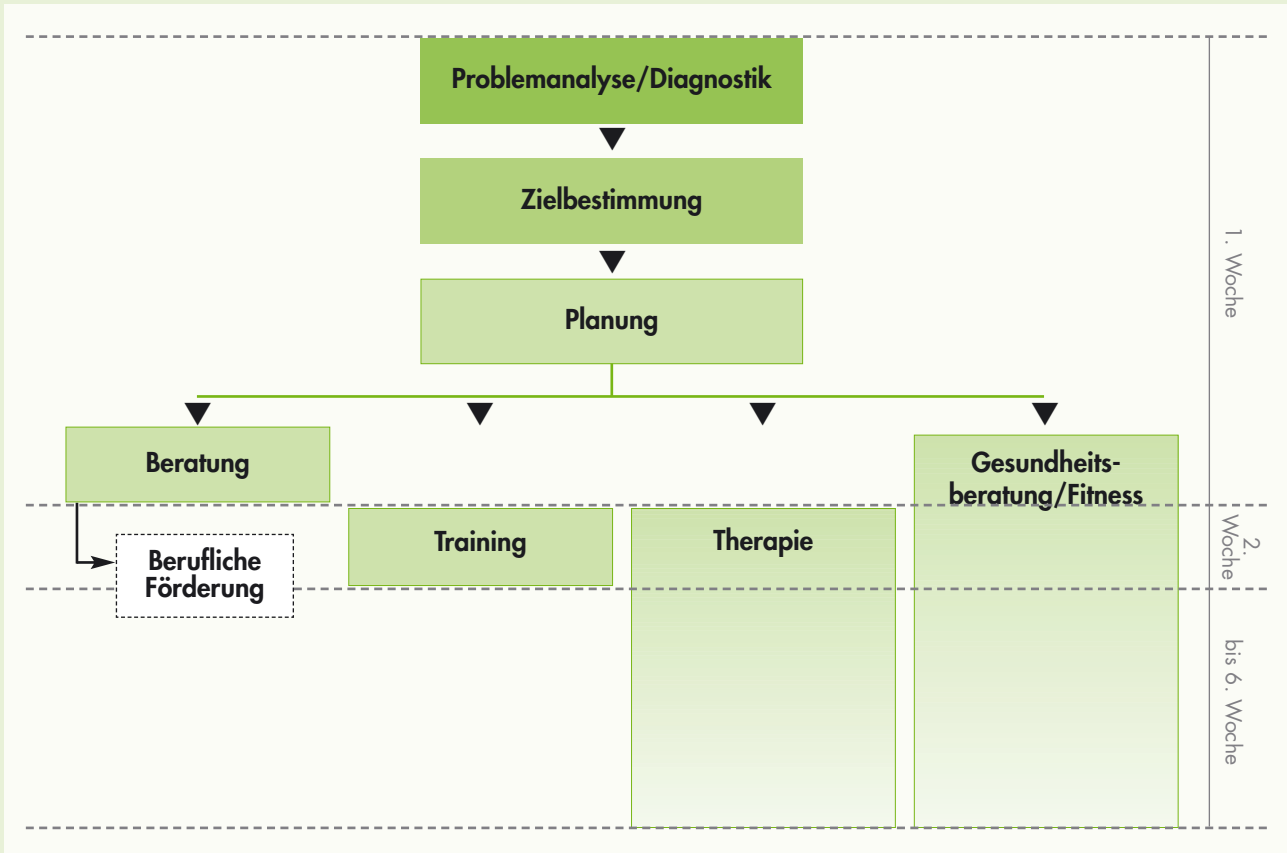 Problemanalyse/Diagnostik
Zielbestimmung
Planung
Beratung
Gesundheits-
beratung/Fitness
Training
Therapie
Berufliche
Förderung
1. Woche
2.
Woche
bis 6. Woche